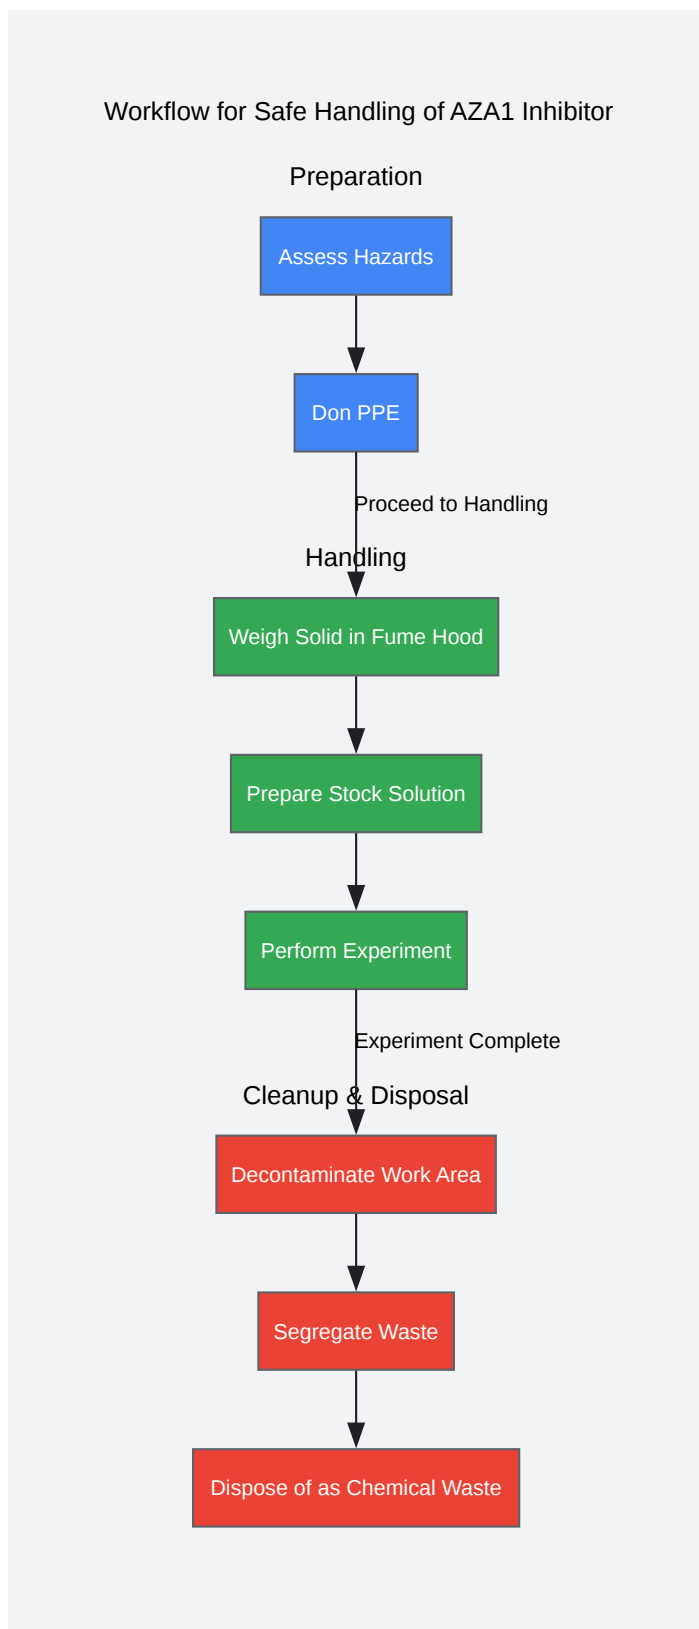 Workflow for Safe Handling of AZA1 Inhibitor
Preparation
Assess Hazards
Don PPE
Proceed to Handling
Handling
Weigh Solid in Fume Hood
Prepare Stock Solution
Perform Experiment
Experiment Complete
Cleanup & Disposal
Decontaminate Work Area
Segregate Waste
Dispose of as Chemical Waste